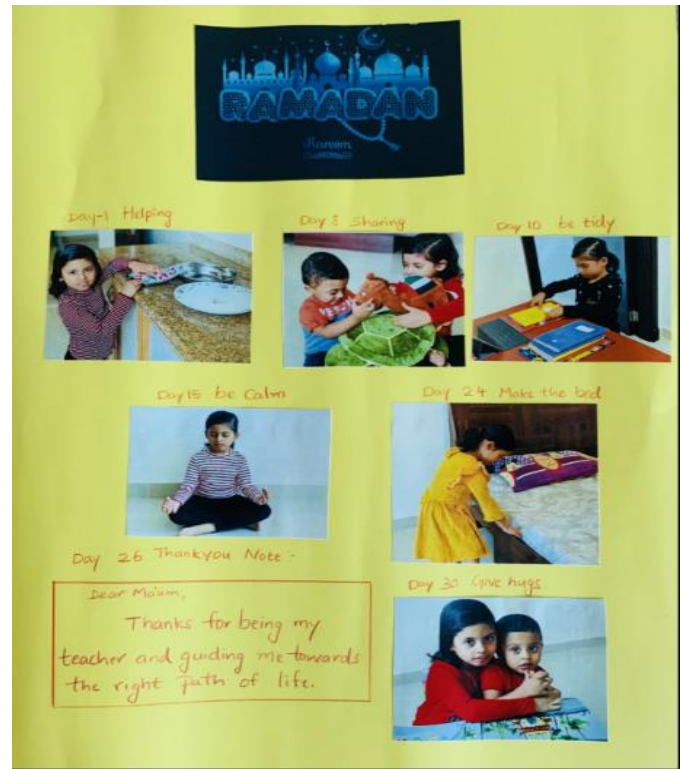 RAMADAN
Kareem
Day-1 Helping
Day 8 Sharing
Day 10 be tidy
Day 15 be Calm
Day 24 Make the bed
Day 26 Thankyou Note :-
Dear Ma'am,
Thanks for being my
teacher and guiding me towards
the right path of life.
Day 30 Give hugs